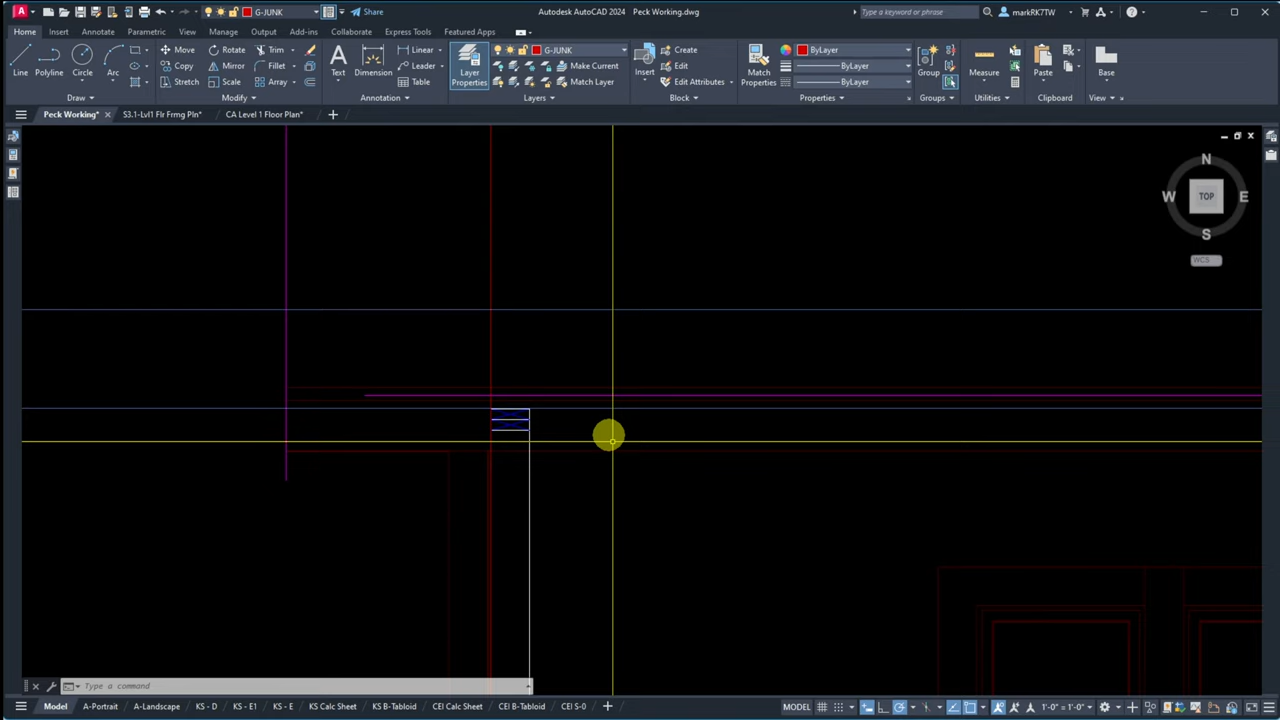 G-JUNK
Share
Autodesk AutoCAD 2024 Peck Working.dwg
Type a keyword or phrase
markRK7TW
Home Insert Annotate Parametric View Manage Output Add-ins Collaborate Express Tools Featured Apps
Line Polyline Circle Arc
Move Rotate Trim
Copy Mirror Fillet
Stretch Scale Array
Text Dimension
Linear
Leader
Table
Layer Properties
G-JUNK
Make Current
Match Layer
Insert
Create
Edit
Edit Attributes
Match Properties
ByLayer
ByLayer
ByLayer
Group
Measure
Paste
Base
Draw Modify Annotation Layers Block Properties Groups Utilities Clipboard View
Peck Working* S3.1-Lvl1 Flr Frmg Pln* CA Level 1 Floor Plan*
N
W TOP E
S
WCS
Type a command
Model A-Portrait A-Landscape KS - D KS - E1 KS - E KS Calc Sheet KS B-Tabloid CEI Calc Sheet CEI B-Tabloid CEI S-0
MODEL 1'-0" = 1'-0"